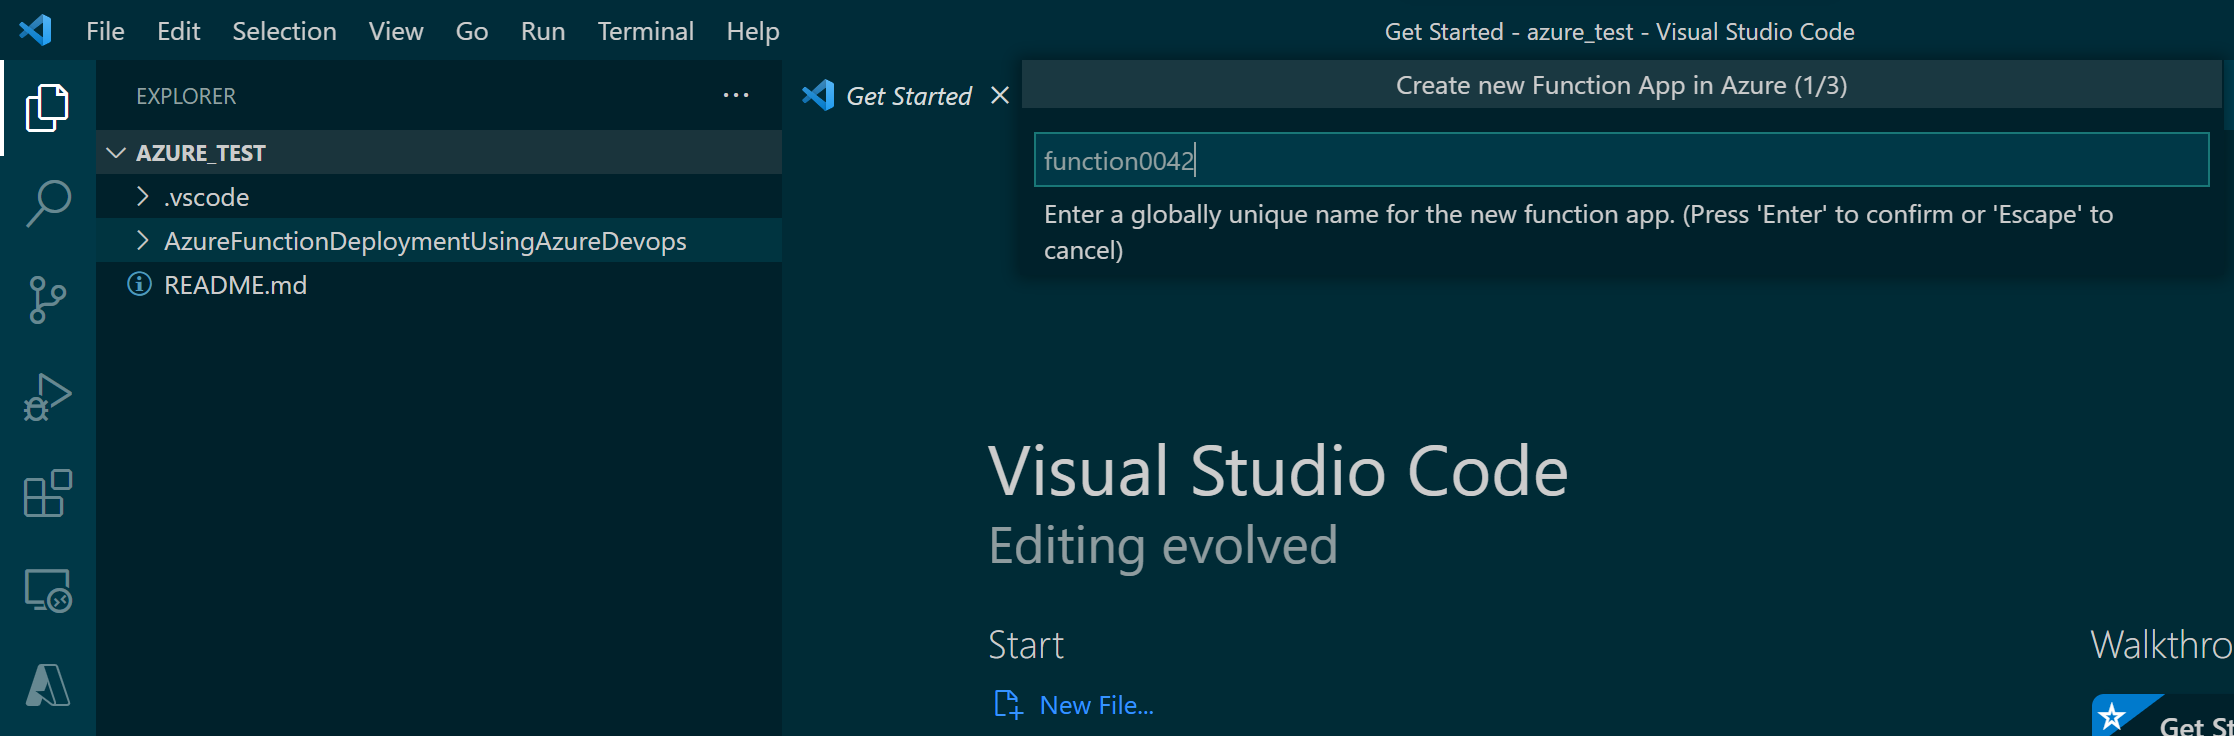 File Edit Selection View Go Run Terminal Help
Get Started - azure_test - Visual Studio Code
EXPLORER
AZURE_TEST
.vscode
AzureFunctionDeploymentUsingAzureDevops
README.md
Get Started
Create new Function App in Azure (1/3)
function0042
Enter a globally unique name for the new function app. (Press 'Enter' to confirm or 'Escape' to
cancel)
Visual Studio Code
Editing evolved
Start
New File...
Walkthro
Get St